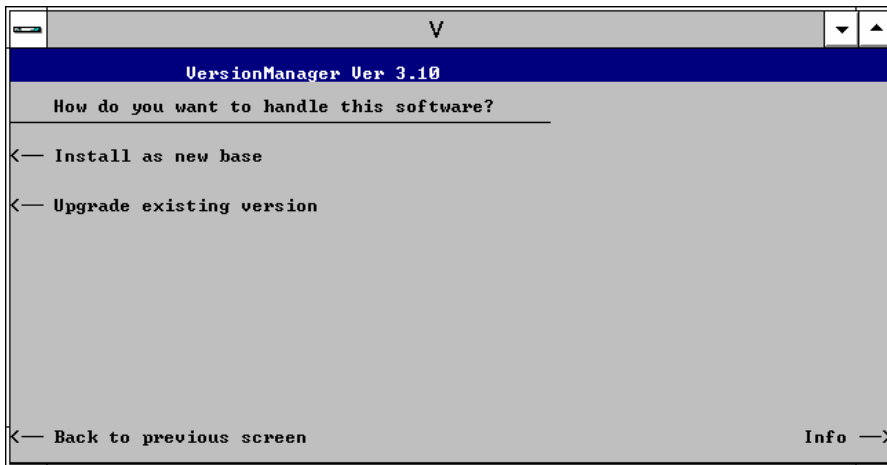 V
VersionManager Ver 3.10
How do you want to handle this software?
<— Install as new base
<— Upgrade existing version
<— Back to previous screen Info —>